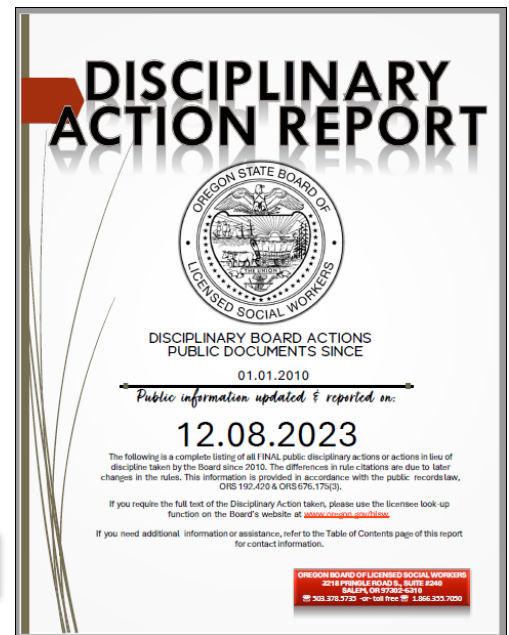 DISCIPLINARY
ACTION REPORT
OREGON STATE BOARD OF
THE UNION
LICENSED SOCIAL WORKERS
DISCIPLINARY BOARD ACTIONS
PUBLIC DOCUMENTS SINCE
01.01.2010
Public information updated & reported on:
12.08.2023
The following is a complete listing of all FINAL public disciplinary actions or actions in lieu of
discipline taken by the Board since 2010. The differences in rule citations are due to later
changes in the rules. This information is provided in accordance with the public records law,
ORS 192.420 & ORS 676.175(3).
If you require the full text of the Disciplinary Action taken, please use the licensee look-up
function on the Board's website at www.oregon.gov/blsw.
If you need additional information or assistance, refer to the Table of Contents page of this report
for contact information.
OREGON BOARD OF LICENSED SOCIAL WORKERS
3218 PRINGLE ROAD S., SUITE #240
SALEM, OR 97302-6310
☏ 503.378.5735 -or- toll free ☏ 1.866.355.7050